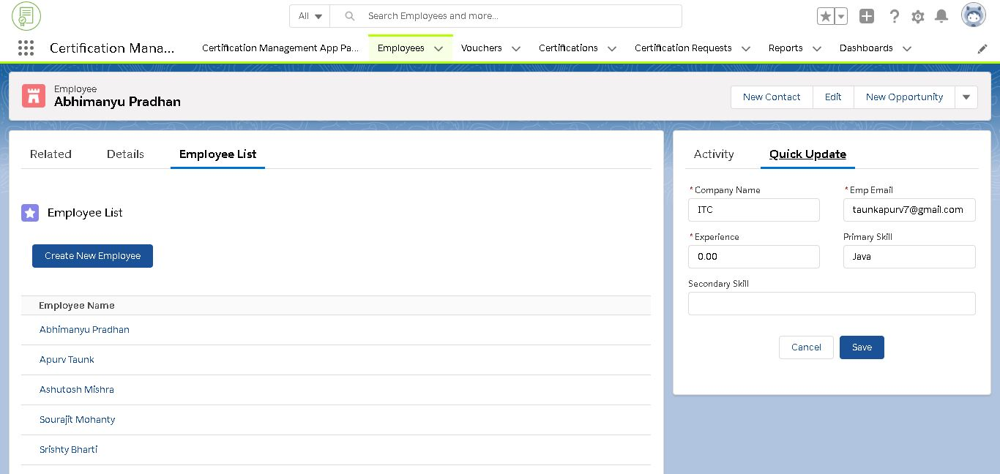 All
Search Employees and more...
Certification Mana...
Certification Management App Pa...
Employees
Vouchers
Certifications
Certification Requests
Reports
Dashboards
Employee
Abhimanyu Pradhan
New Contact
Edit
New Opportunity
Related
Details
Employee List
Employee List
Create New Employee
Employee Name
Abhimanyu Pradhan
Apurv Taunk
Ashutosh Mishra
Sourajit Mohanty
Srishty Bharti
Activity
Quick Update
* Company Name
ITC
* Emp Email
taunkapurv7@gmail.com
* Experience
0.00
Primary Skill
Java
Secondary Skill
Cancel
Save